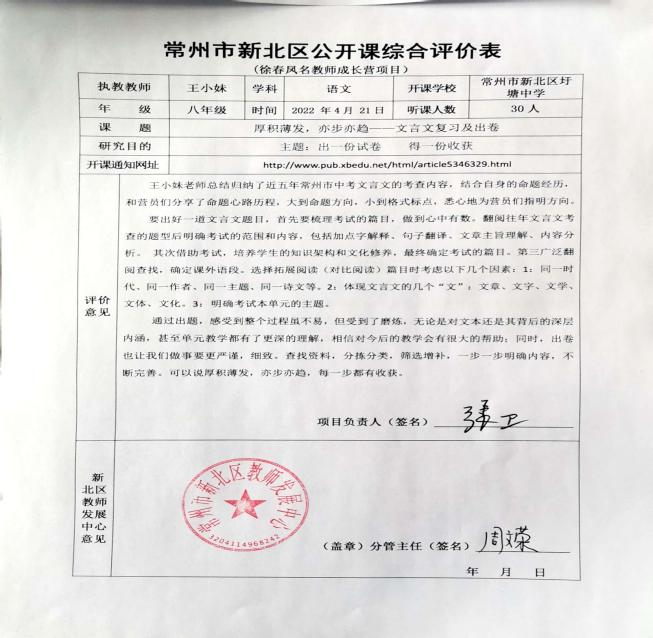 常州市新北区公开课综合评价表
（徐春风名教师成长营项目）
执教教师 王小妹 学科 语文 开课学校 常州市新北区圩塘中学
年 级 八年级 时间 2022 年 4 月 21 日 听课人数 30 人
课 题 厚积薄发，亦步亦趋——文言文复习及出卷
研究目的 主题：出一份试卷 得一份收获
开课通知网址 http://www.pub.xbedu.net/html/article5346329.html
评价意见
王小妹老师总结归纳了近五年常州市中考文言文的考查内容，结合自身的命题经历，
和营员们分享了命题心路历程，大到命题方向，小到格式标点，悉心地为营员们指明方向。
要出好一道文言文题目，首先要梳理考试的篇目，做到心中有数。翻阅往年文言文考
查的题型后明确考试的范围和内容，包括加点字解释、句子翻译、文章主旨理解、内容分
析。 其次借助考试，培养学生的知识架构和文化修养，最终确定考试的篇目。第三广泛翻
阅查找，确定课外语段。选择拓展阅读（对比阅读）篇目时考虑以下几个因素：1：同一时
代、同一作者、同一主题、同一诗文等。2：体现文言文的几个“文”：文章、文字、文学、
文体、文化。3：明确考试本单元的主题。
通过出题，感受到整个过程虽不易，但受到了磨炼，无论是对文本还是其背后的深层
内涵，甚至单元教学都有了更深的理解，相信对今后的教学会有很大的帮助；同时，出卷
也让我们做事要更严谨，细致。查找资料，分拣分类，筛选增补，一步一步明确内容，不
断完善。可以说厚积薄发，亦步亦趋，每一步都有收获。
项目负责人（签名）
新北区教师发展中心意见
常州市新北区教师发展中心
3204114968242
（盖章）分管主任（签名）
年 月 日